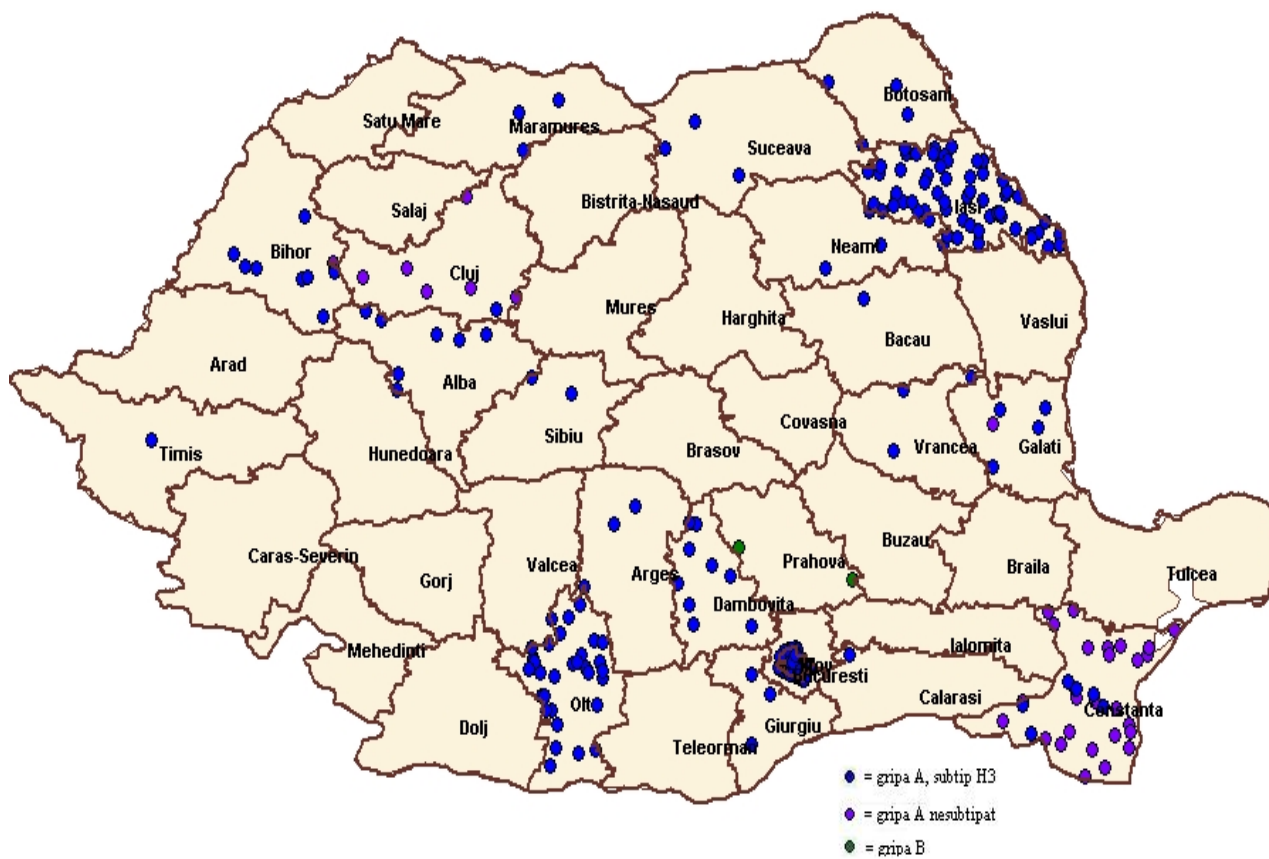 Botosani
Satu Mare
Maramures
Suceava
Bistrita-Nasaud
Iasi
Salaj
Neamt
Bihor
Cluj
Mures
Harghita
Vaslui
Bacau
Arad
Alba
Covasna
Sibiu
Brasov
Vrancea
Galati
Timis
Hunedoara
Buzau
Caras-Severin
Prahova
Valcea
Braila
Arges
Tulcea
Gorj
Dambovita
Ialomita
Mehedinti
Bucuresti
Calarasi
Olt
Constanta
Dolj
Giurgiu
Teleorman
= gripa A, subtip H3
= gripa A nesubtipat
= gripa B